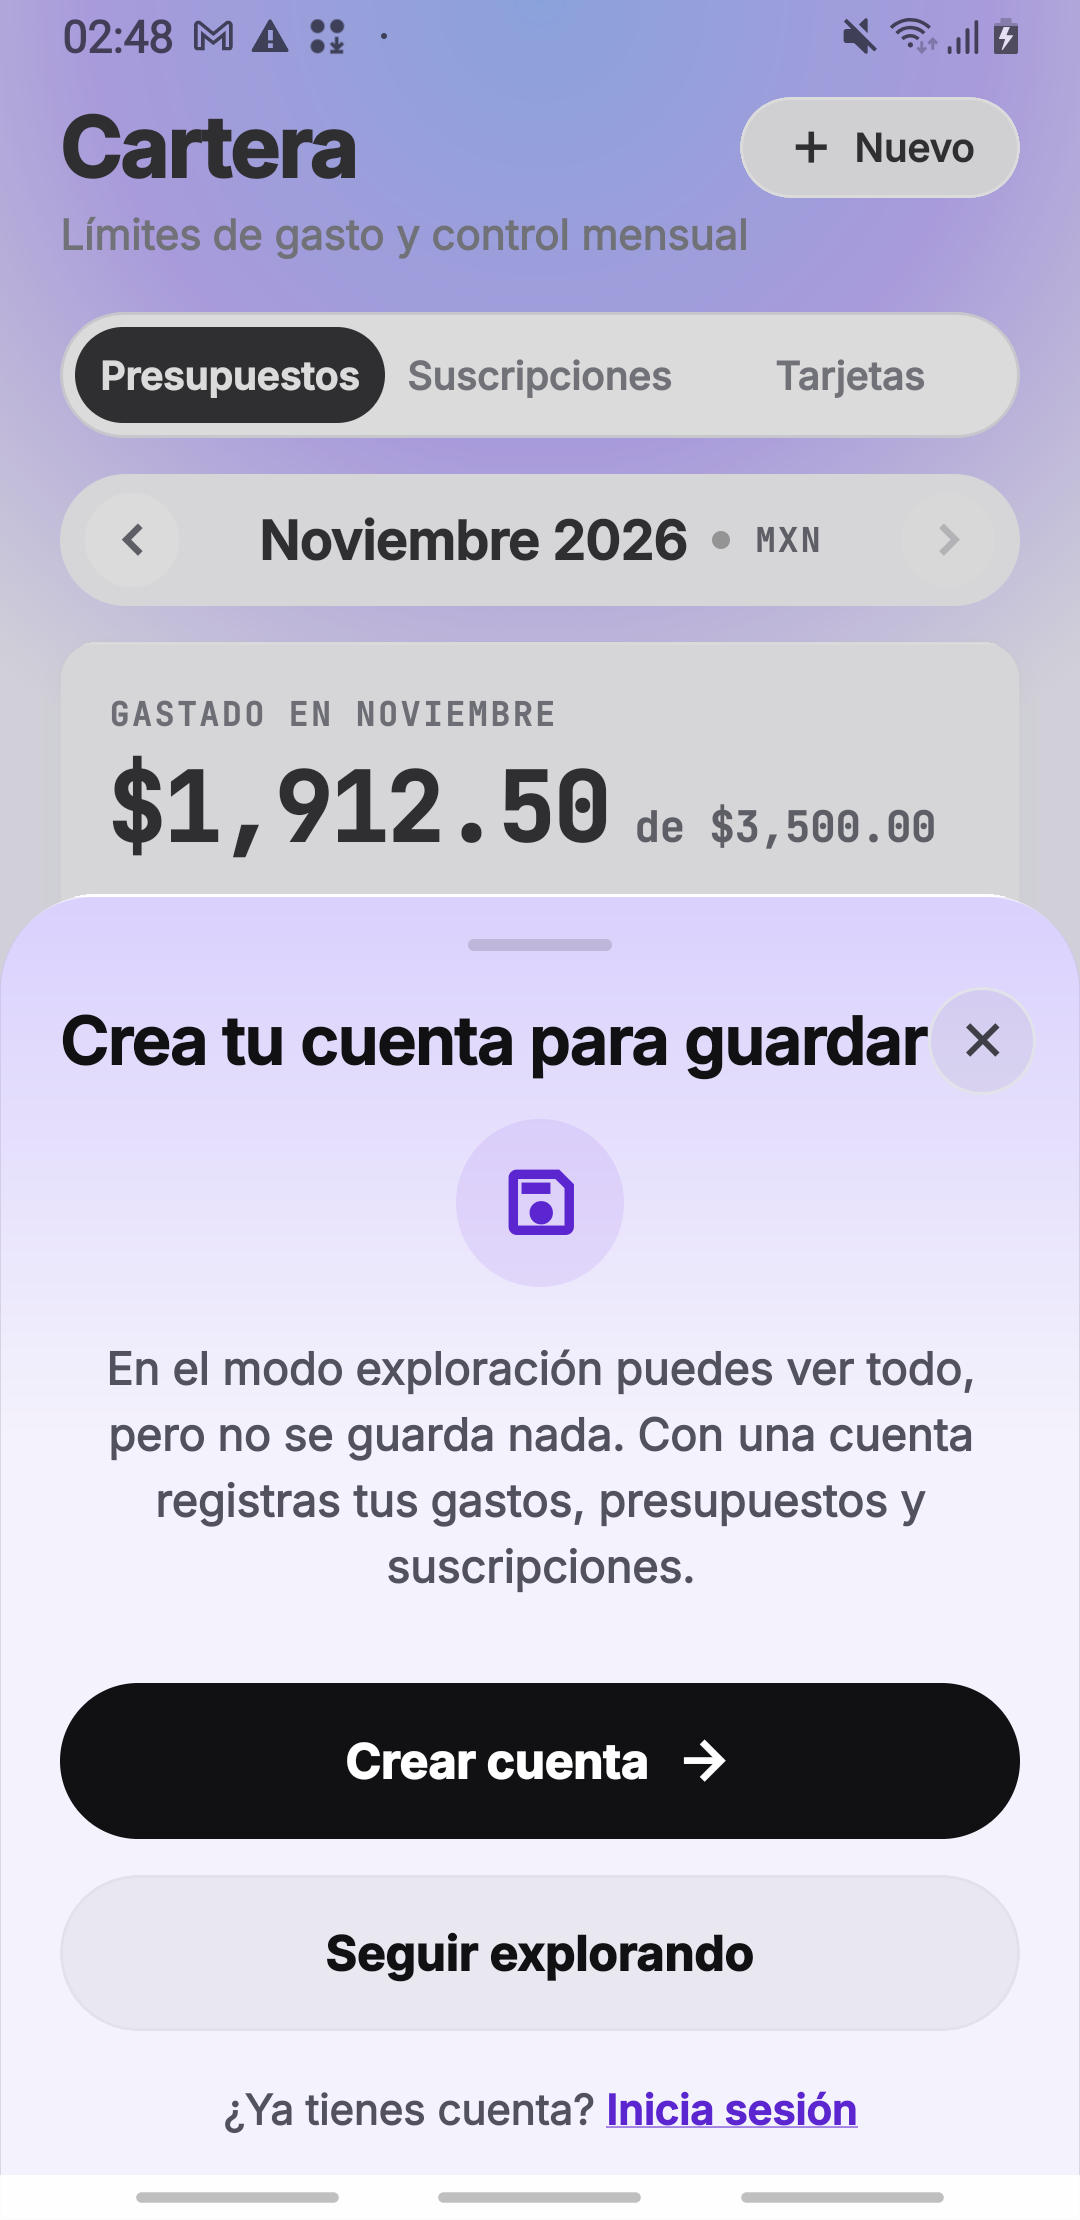 02:48
Cartera
+ Nuevo
Límites de gasto y control mensual
Presupuestos Suscripciones Tarjetas
Noviembre 2026 • MXN
GASTADO EN NOVIEMBRE
$1,912.50 de $3,500.00
Crea tu cuenta para guardar
En el modo exploración puedes ver todo,
pero no se guarda nada. Con una cuenta
registras tus gastos, presupuestos y
suscripciones.
Crear cuenta →
Seguir explorando
¿Ya tienes cuenta? Inicia sesión